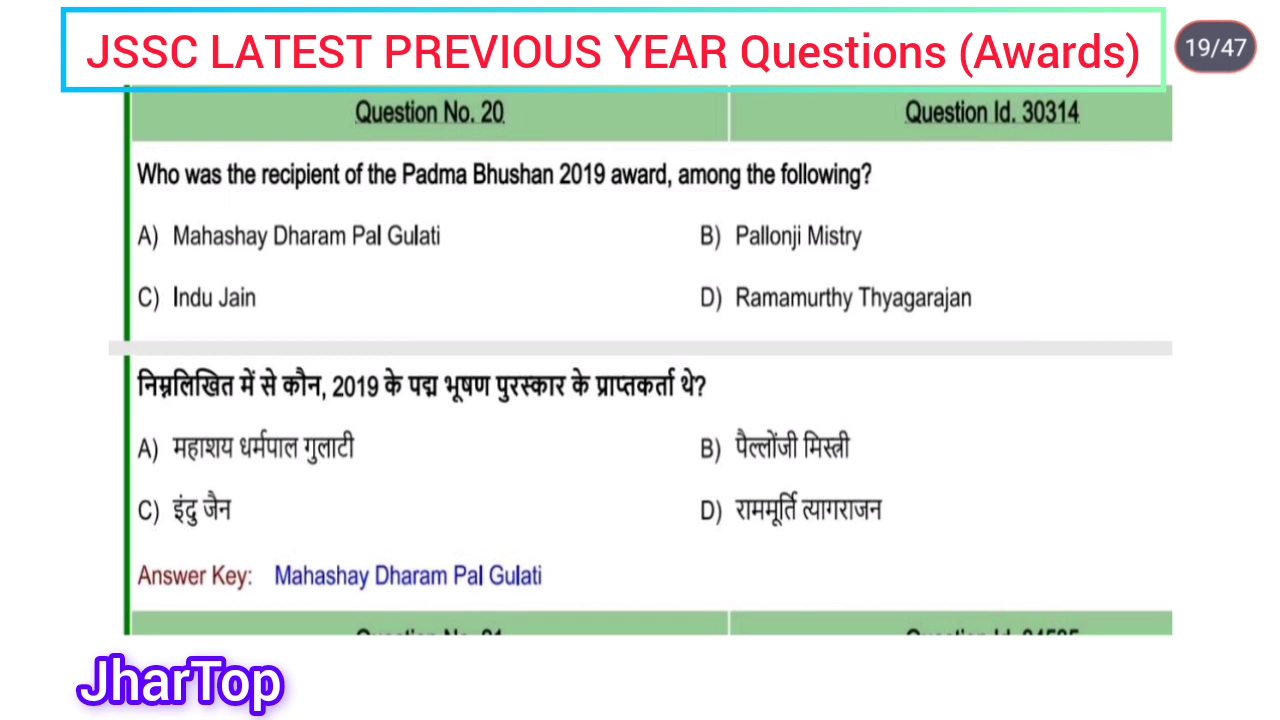 JSSC LATEST PREVIOUS YEAR Questions (Awards)
19/47
Question No. 20
Question Id. 30314
Who was the recipient of the Padma Bhushan 2019 award, among the following?
A) Mahashay Dharam Pal Gulati
B) Pallonji Mistry
C) Indu Jain
D) Ramamurthy Thyagarajan
निम्नलिखित में से कौन, 2019 के पद्म भूषण पुरस्कार के प्राप्तकर्ता थे?
A) महाशय धर्मपाल गुलाटी
B) पैल्लोंजी मिस्त्री
C) इंदु जैन
D) राममूर्ति त्यागराजन
Answer Key: Mahashay Dharam Pal Gulati
JharTop